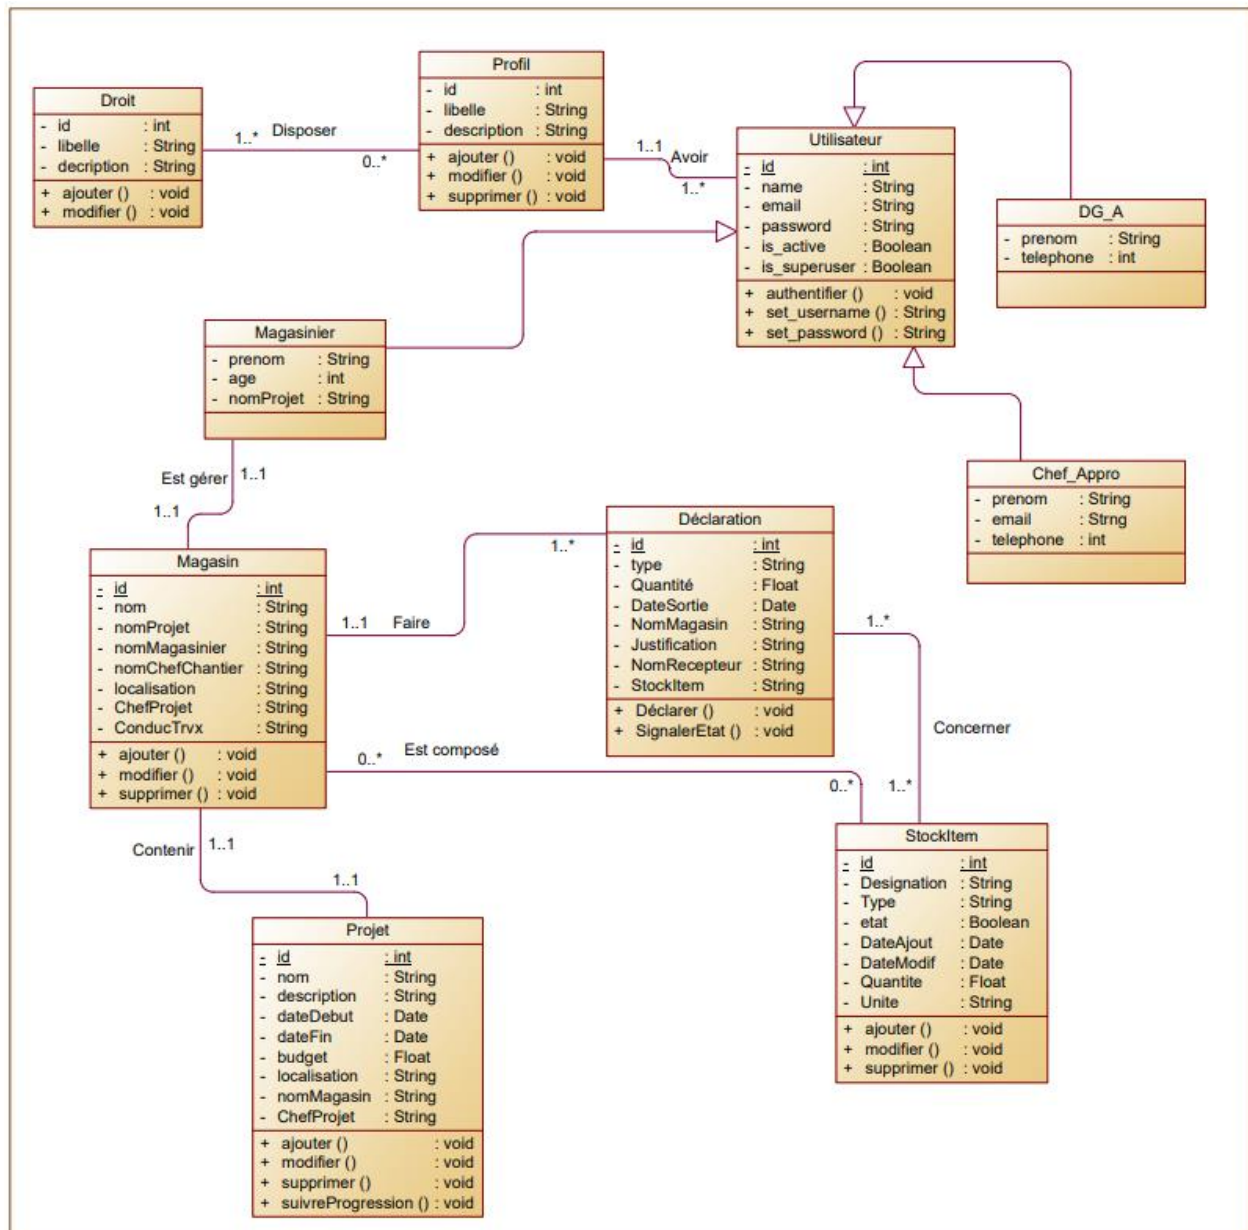 Droit
- id : int
- libelle : String
- decription : String
+ ajouter () : void
+ modifier () : void
1..*
Disposer
0..*
Profil
- id : int
- libelle : String
- description : String
+ ajouter () : void
+ modifier () : void
+ supprimer () : void
1..1
Avoir
1..*
Utilisateur
- id : int
- name : String
- email : String
- password : String
- is_active : Boolean
- is_superuser : Boolean
+ authentifier () : void
+ set_username () : String
+ set_password () : String
DG_A
- prenom : String
- telephone : int
Magasinier
- prenom : String
- age : int
- nomProjet : String
Est gérer
1..1
1..1
Chef_Appro
- prenom : String
- email : Strng
- telephone : int
Magasin
- id : int
- nom : String
- nomProjet : String
- nomMagasinier : String
- nomChefChantier : String
- localisation : String
- ChefProjet : String
- ConducTrvx : String
+ ajouter () : void
+ modifier () : void
+ supprimer () : void
1..1
Faire
1..*
Déclaration
- id : int
- type : String
- Quantité : Float
- DateSortie : Date
- NomMagasin : String
- Justification : String
- NomRecepteur : String
- StockItem : String
+ Déclarer () : void
+ SignalerEtat () : void
1..*
Concerner
1..*
0..*
Est composé
0..*
StockItem
- id : int
- Designation : String
- Type : String
- etat : Boolean
- DateAjout : Date
- DateModif : Date
- Quantite : Float
- Unite : String
+ ajouter () : void
+ modifier () : void
+ supprimer () : void
Contenir
1..1
1..1
Projet
- id : int
- nom : String
- description : String
- dateDebut : Date
- dateFin : Date
- budget : Float
- localisation : String
- nomMagasin : String
- ChefProjet : String
+ ajouter () : void
+ modifier () : void
+ supprimer () : void
+ suivreProgression () : void